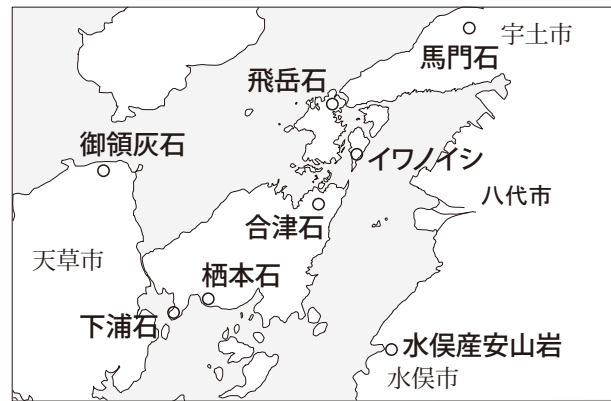 宇土市
馬門石
飛岳石
御領灰石
イワノイシ
八代市
合津石
天草市
栖本石
下浦石
水俣産安山岩
水俣市